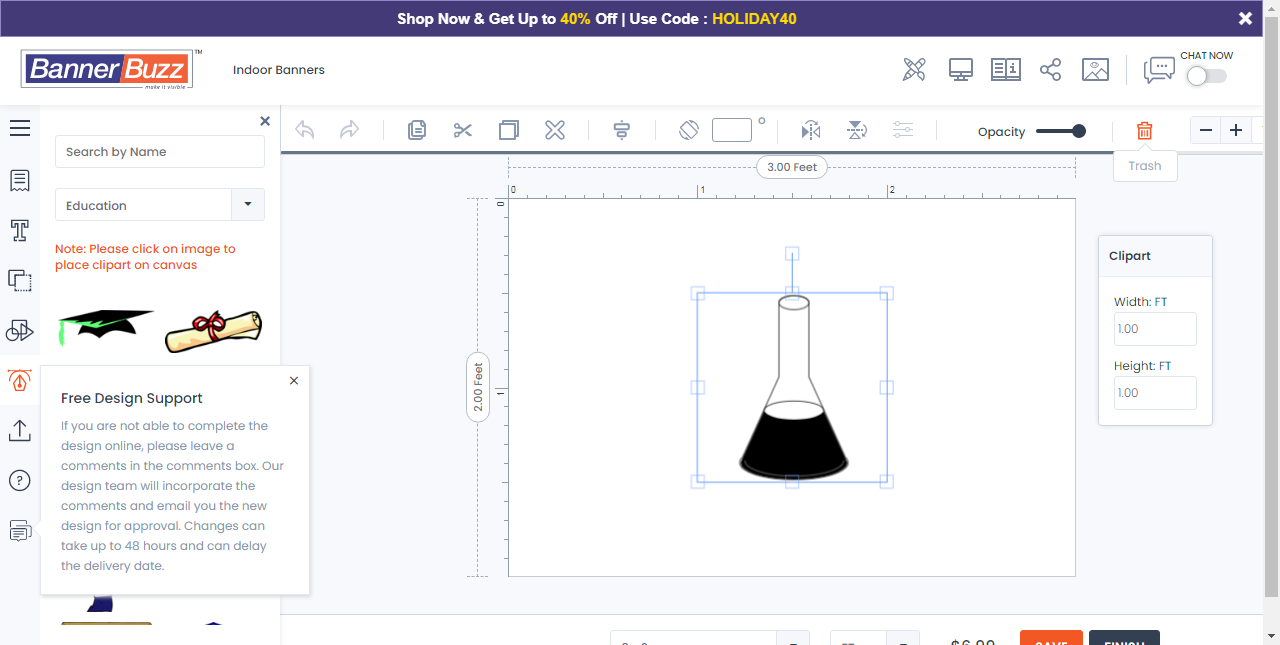 Shop Now & Get Up to 40% Off | Use Code : HOLIDAY40
BannerBuzz TM
make it visible
Indoor Banners
CHAT NOW
Search by Name
Education
Note: Please click on image to
place clipart on canvas
Opacity
Trash
3.00 Feet
0 1 2
0
1
2.00 Feet
Clipart
Width: FT
1.00
Height: FT
1.00
Free Design Support
If you are not able to complete the
design online, please leave a
comments in the comments box. Our
design team will incorporate the
comments and email you the new
design for approval. Changes can
take up to 48 hours and can delay
the delivery date.
$6.99
SAVE
FINISH